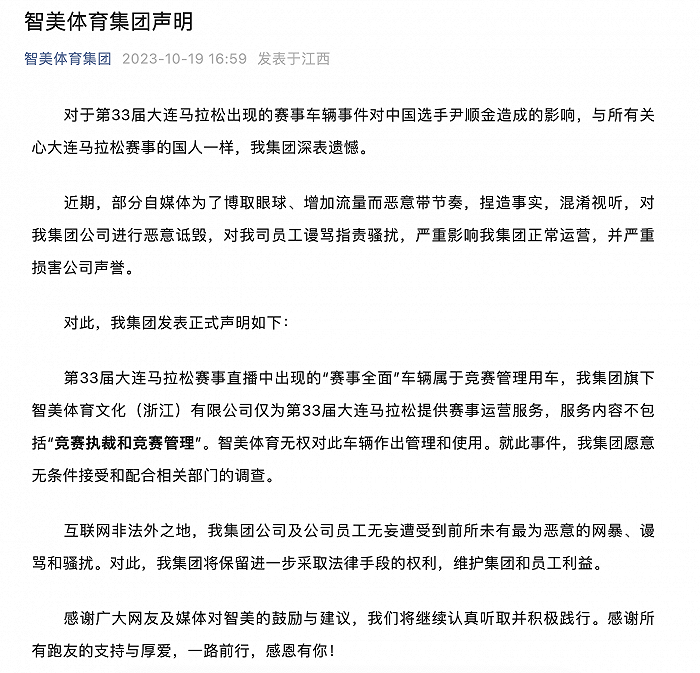 智美体育集团声明
智美体育集团 2023-10-19 16:59 发表于江西
对于第33届大连马拉松出现的赛事车辆事件对中国选手尹顺金造成的影响，与所有关
心大连马拉松赛事的国人一样，我集团深表遗憾。
近期，部分自媒体为了博取眼球、增加流量而恶意带节奏，捏造事实，混淆视听，对
我集团公司进行恶意诋毁，对我司员工谩骂指责骚扰，严重影响我集团正常运营，并严重
损害公司声誉。
对此，我集团发表正式声明如下：
第33届大连马拉松赛事直播中出现的“赛事全面”车辆属于竞赛管理用车，我集团旗下
智美体育文化（浙江）有限公司仅为第33届大连马拉松提供赛事运营服务，服务内容不包
括“竞赛执裁和竞赛管理”。智美体育无权对此车辆作出管理和使用。就此事件，我集团愿意
无条件接受和配合相关部门的调查。
互联网非法外之地，我集团公司及公司员工无妄遭受到前所未有最为恶意的网暴、谩
骂和骚扰。对此，我集团将保留进一步采取法律手段的权利，维护集团和员工利益。
感谢广大网友及媒体对智美的鼓励与建议，我们将继续认真听取并积极践行。感谢所
有跑友的支持与厚爱，一路前行，感恩有你！